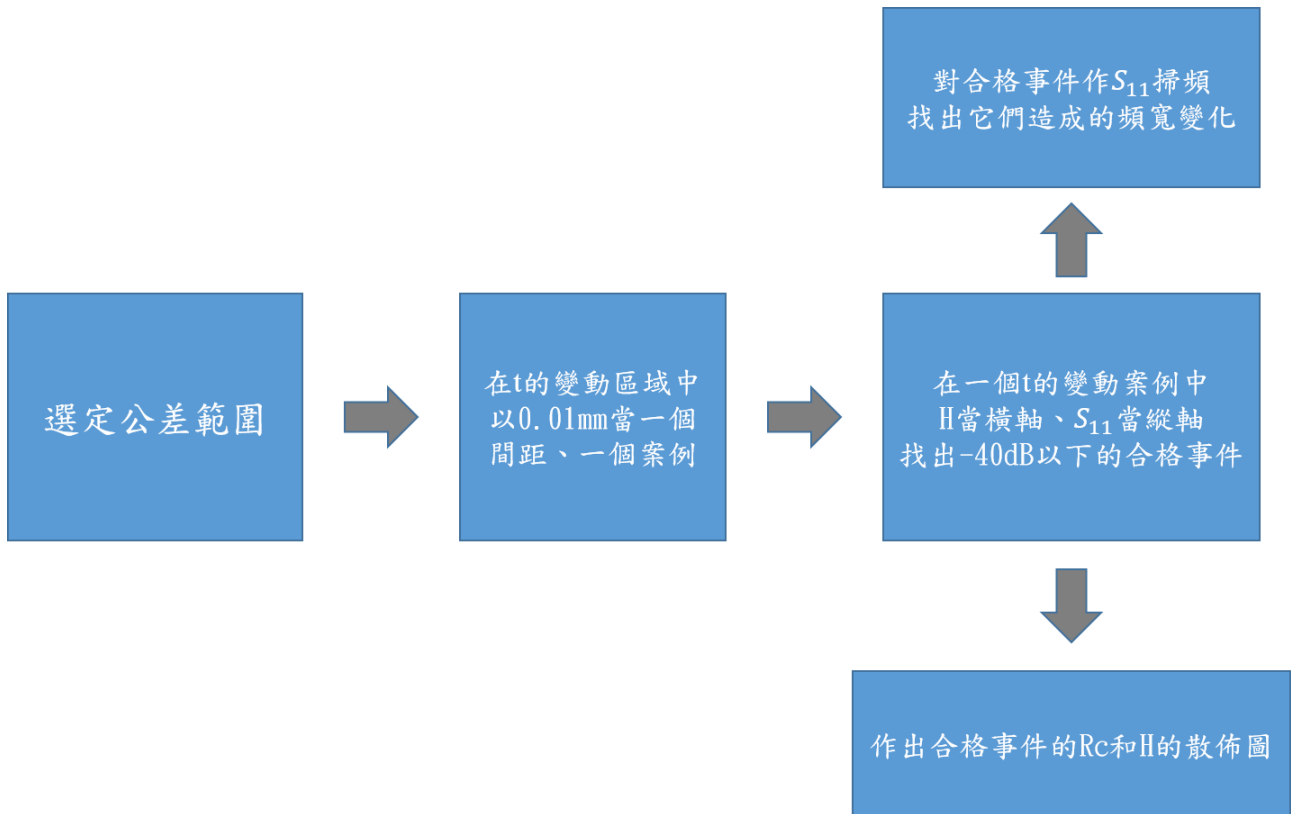 對合格事件作S₁₁掃頻
找出它們造成的頻寬變化
選定公差範圍
在t的變動區域中
以0.01mm當一個
間距、一個案例
在一個t的變動案例中
H當橫軸、S₁₁當縱軸
找出-40dB以下的合格事件
作出合格事件的Rc和H的散佈圖